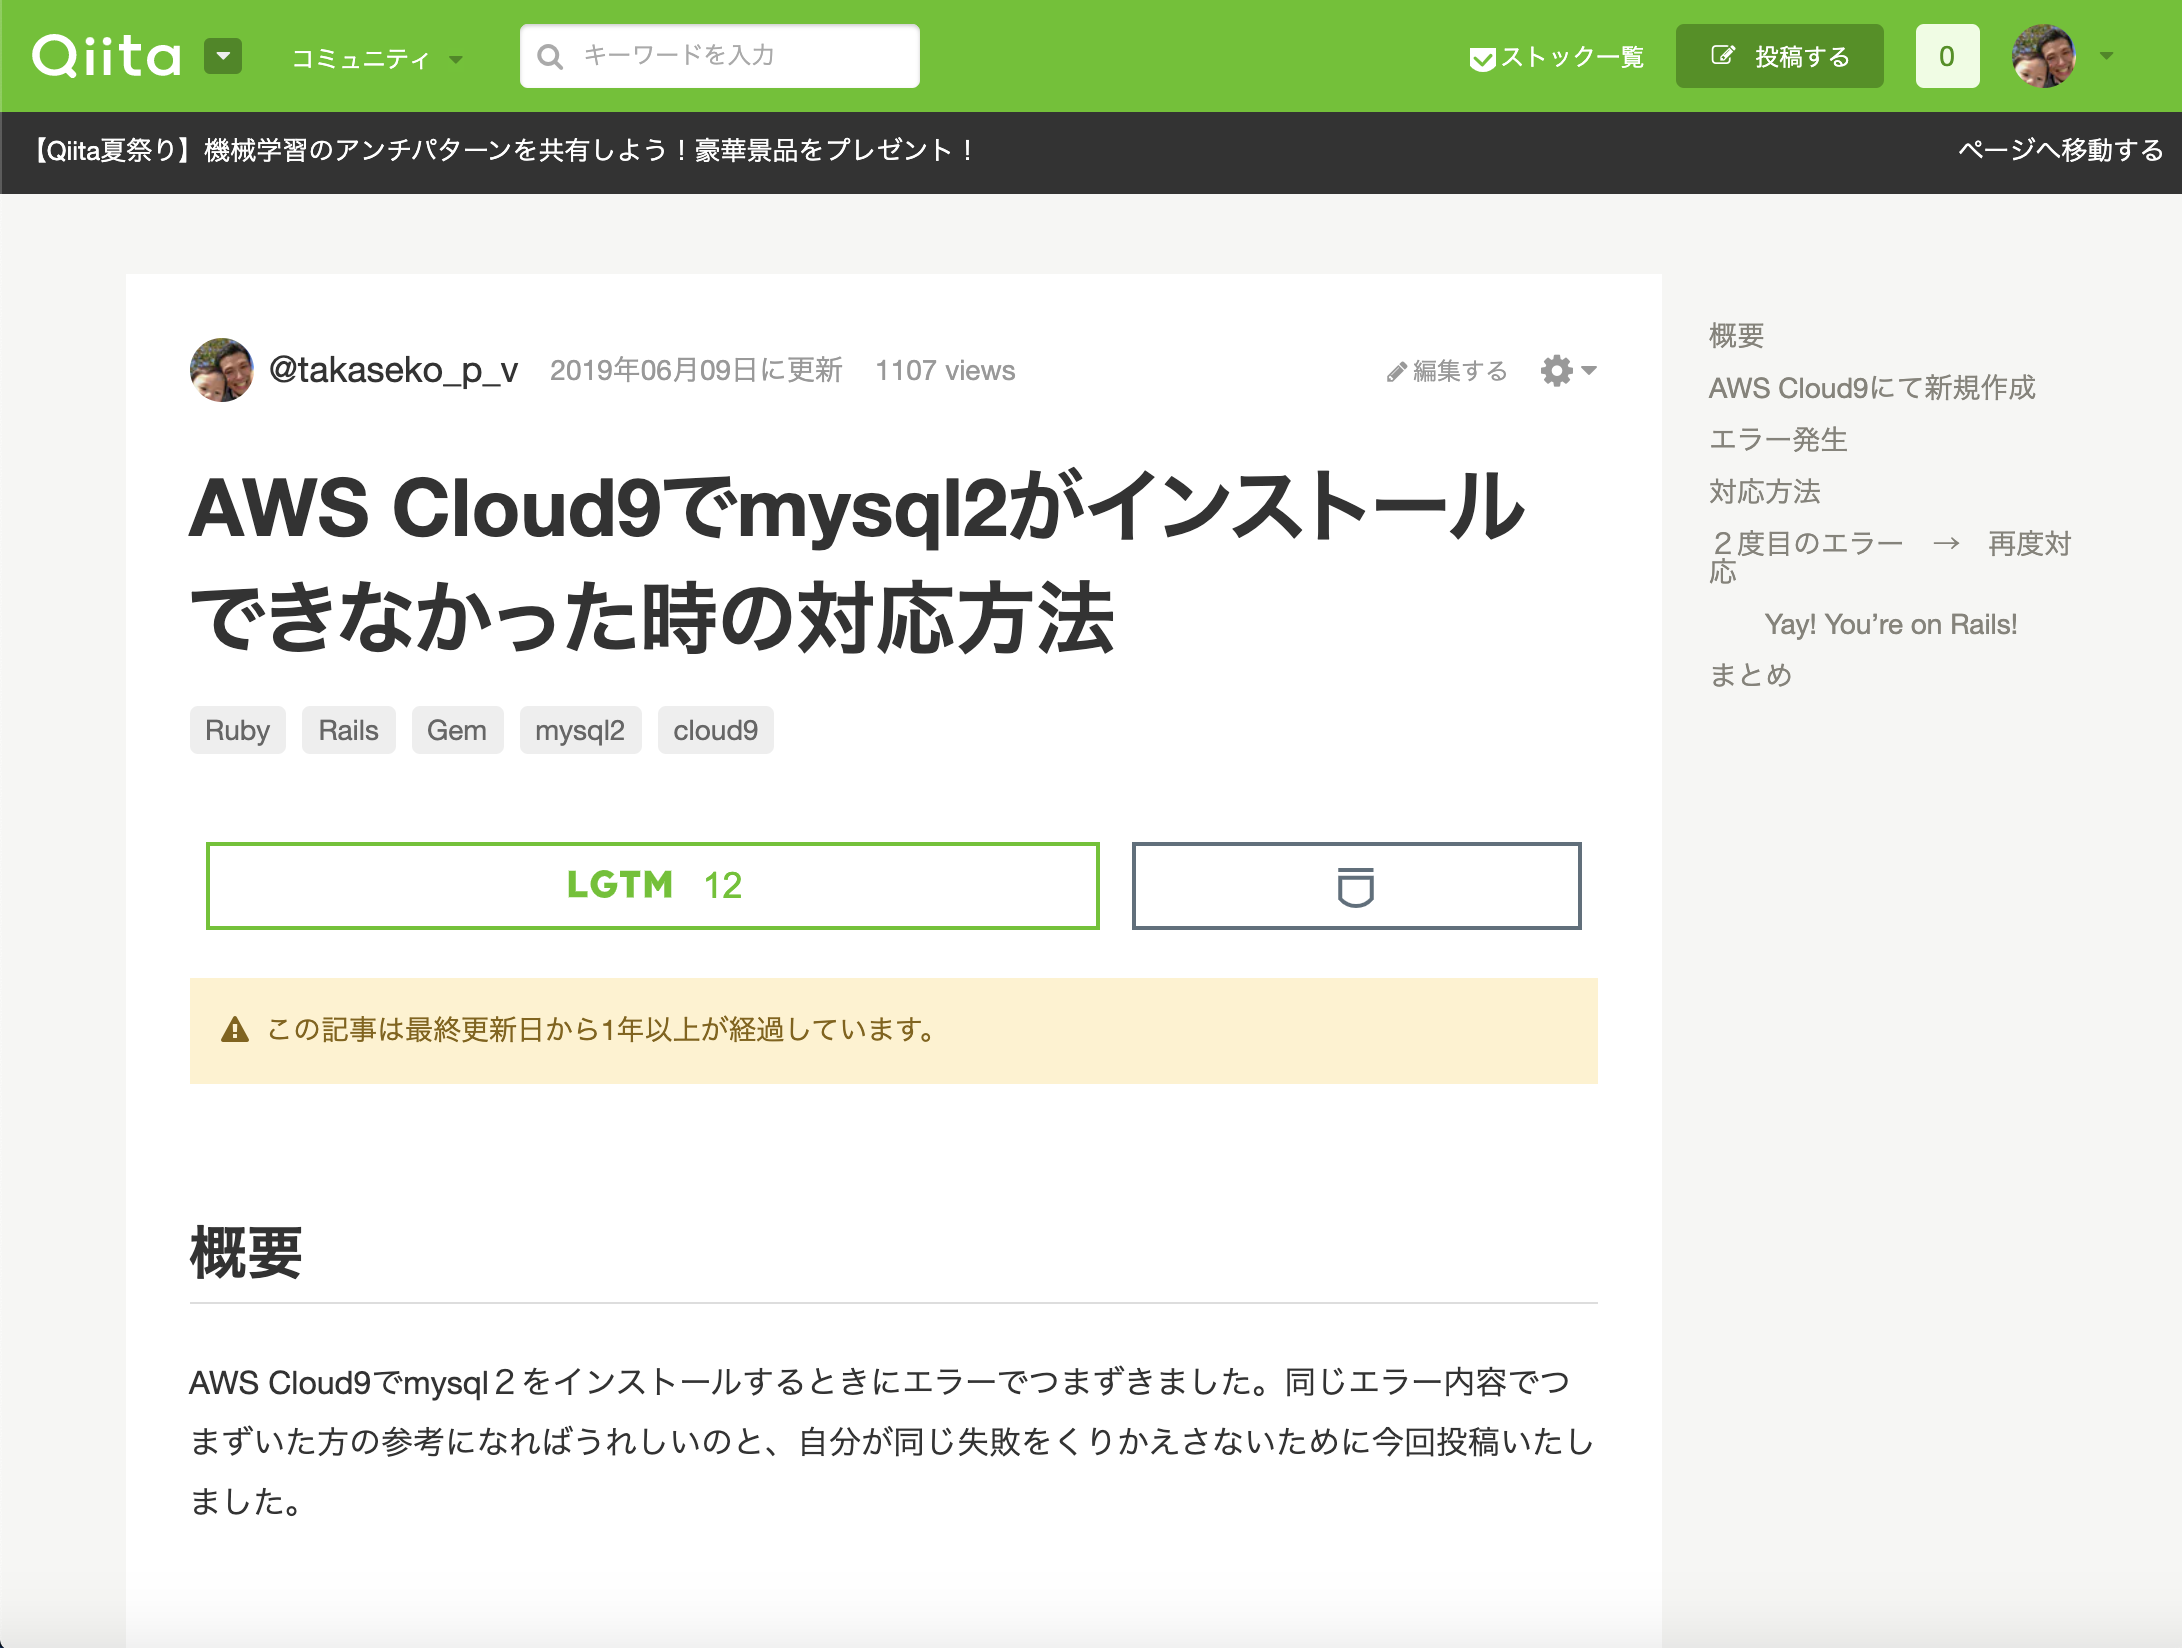 Qiita
コミュニティ
キーワードを入力
ストック一覧
投稿する
0
【Qiita夏祭り】機械学習のアンチパターンを共有しよう！豪華景品をプレゼント！
ページへ移動する
@takaseko_p_v 2019年06月09日に更新 1107 views
編集する
AWS Cloud9でmysql2がインストール
できなかった時の対応方法
Ruby Rails Gem mysql2 cloud9
LGTM 12
この記事は最終更新日から1年以上が経過しています。
概要
AWS Cloud9でmysql２をインストールするときにエラーでつまずきました。同じエラー内容でつ
まずいた方の参考になればうれしいのと、自分が同じ失敗をくりかえさないために今回投稿いたし
ました。
概要
AWS Cloud9にて新規作成
エラー発生
対応方法
２度目のエラー　→　再度対
応
Yay! You’re on Rails!
まとめ